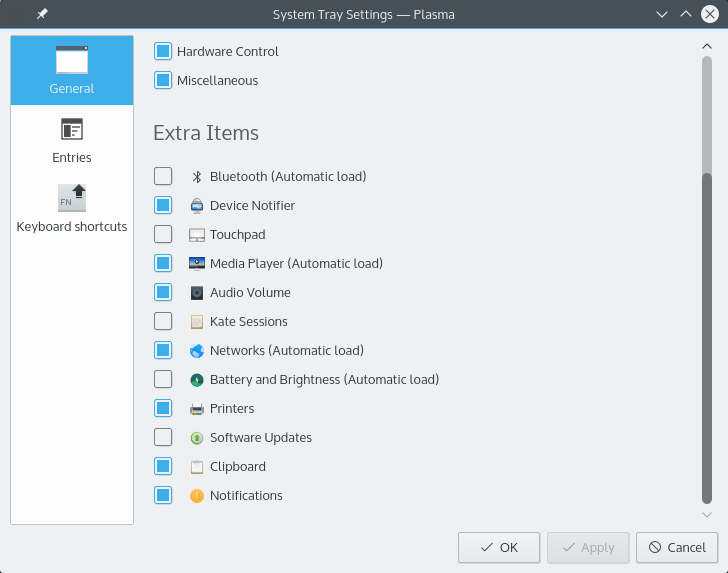 System Tray Settings — Plasma
General
Entries
FN
Keyboard shortcuts
Hardware Control
Miscellaneous
Extra Items
Bluetooth (Automatic load)
Device Notifier
Touchpad
Media Player (Automatic load)
Audio Volume
Kate Sessions
Networks (Automatic load)
Battery and Brightness (Automatic load)
Printers
Software Updates
Clipboard
Notifications
OK
Apply
Cancel